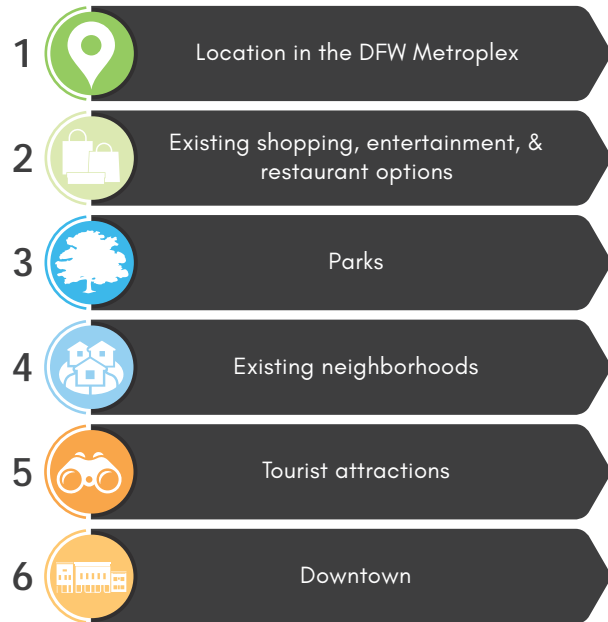 1
Location in the DFW Metroplex
2
Existing shopping, entertainment, &
restaurant options
3
Parks
4
Existing neighborhoods
5
Tourist attractions
6
Downtown